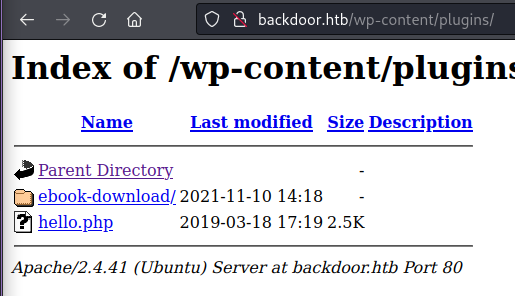 backdoor.htb/wp-content/plugins/
Index of /wp-content/plugins
Name Last modified Size Description
Parent Directory -
ebook-download/ 2021-11-10 14:18 -
hello.php 2019-03-18 17:19 2.5K
Apache/2.4.41 (Ubuntu) Server at backdoor.htb Port 80